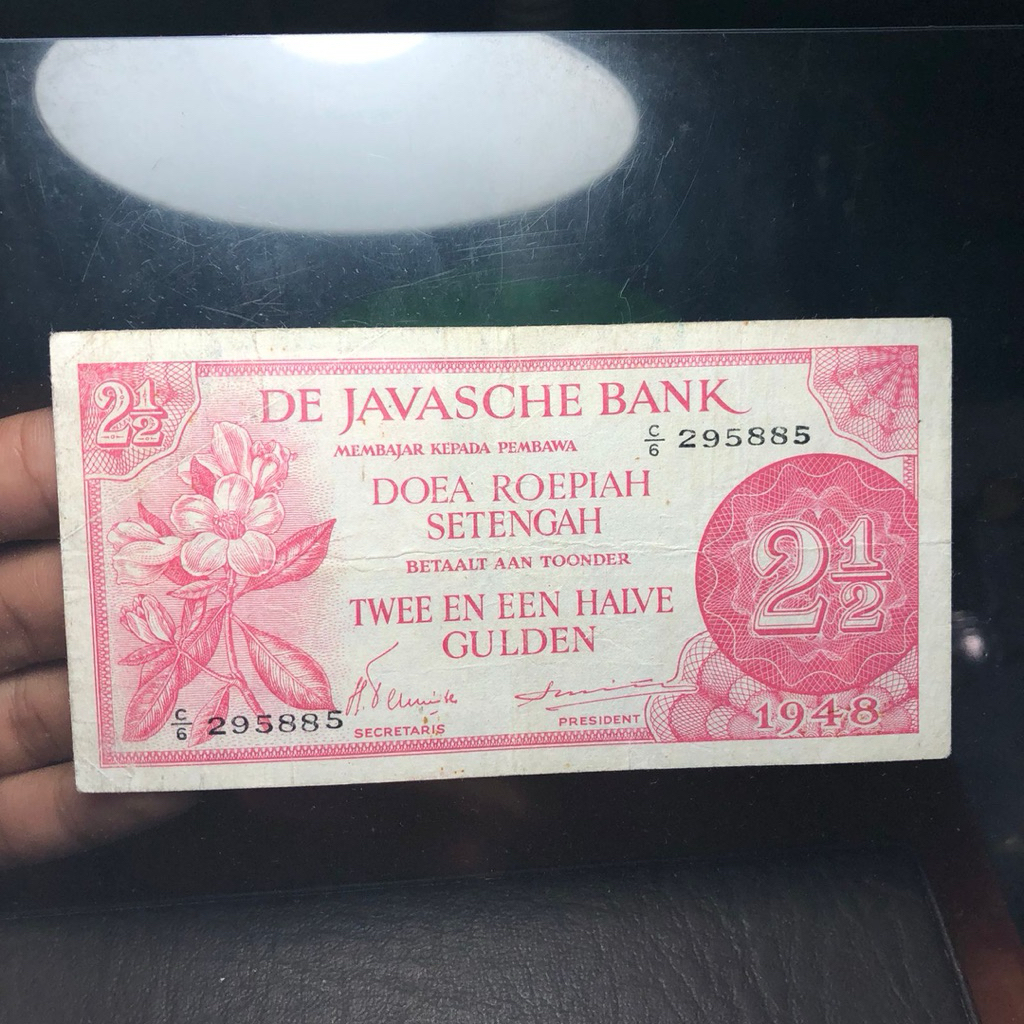 2½
DE JAVASCHE BANK
MEMBAJAR KEPADA PEMBAWA
C/6 295885
DOEA ROEPIAH
SETENGAH
BETAALT AAN TOONDER
TWEE EN EEN HALVE
GULDEN
2½
C/6 295885
SECRETARIS
PRESIDENT
1948